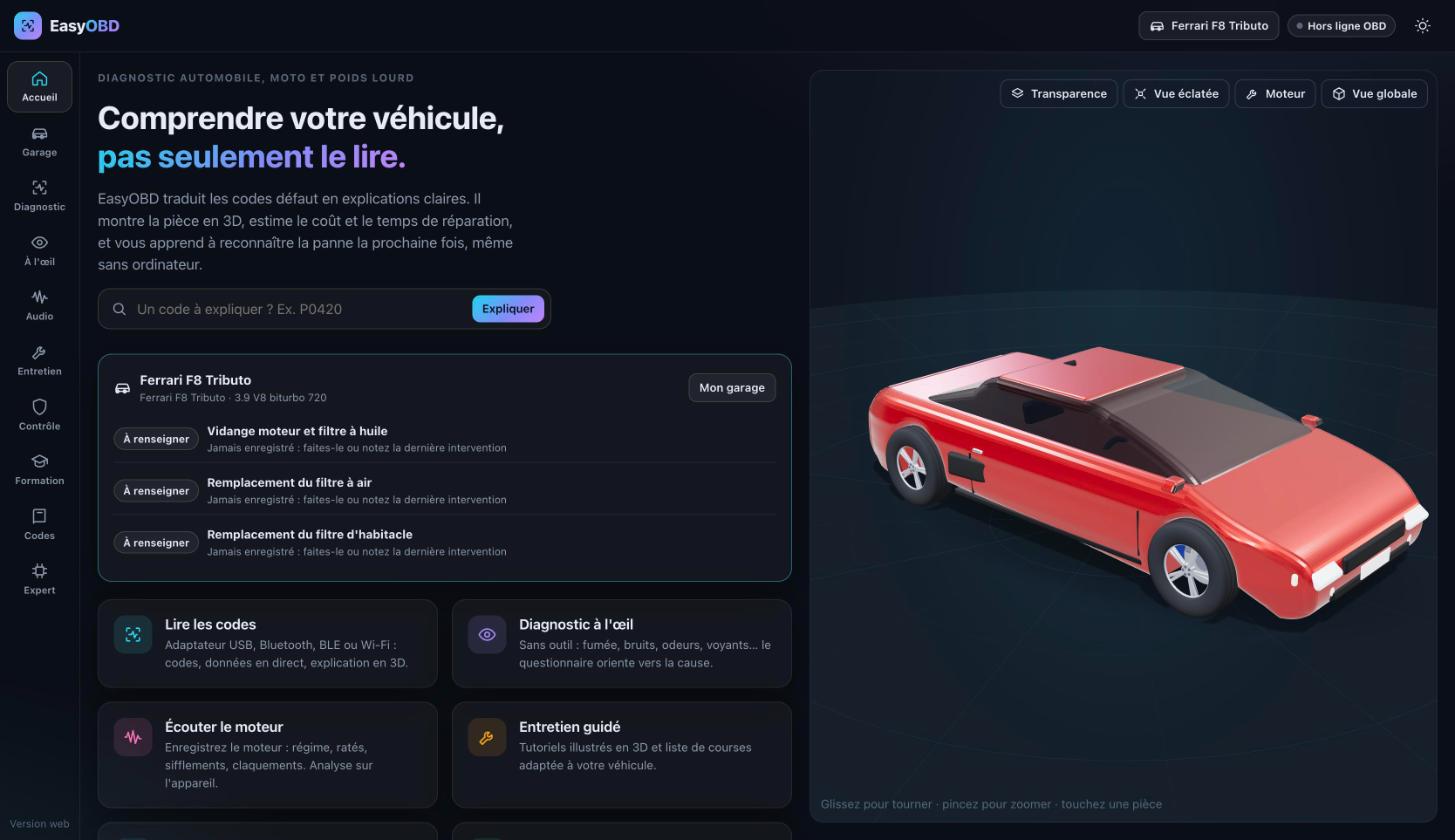 EasyOBD
Ferrari F8 Tributo
Hors ligne OBD
Accueil
Garage
Diagnostic
À l'œil
Audio
Entretien
Contrôle
Formation
Codes
Expert
Version web
DIAGNOSTIC AUTOMOBILE, MOTO ET POIDS LOURD
Comprendre votre véhicule,
pas seulement le lire.
EasyOBD traduit les codes défaut en explications claires. Il
montre la pièce en 3D, estime le coût et le temps de réparation,
et vous apprend à reconnaître la panne la prochaine fois, même
sans ordinateur.
Un code à expliquer ? Ex. P0420
Expliquer
Ferrari F8 Tributo
Ferrari F8 Tributo · 3.9 V8 biturbo 720
Mon garage
À renseigner
Vidange moteur et filtre à huile
Jamais enregistré : faites-le ou notez la dernière intervention
À renseigner
Remplacement du filtre à air
Jamais enregistré : faites-le ou notez la dernière intervention
À renseigner
Remplacement du filtre d'habitacle
Jamais enregistré : faites-le ou notez la dernière intervention
Lire les codes
Adaptateur USB, Bluetooth, BLE ou Wi-Fi :
codes, données en direct, explication en 3D.
Diagnostic à l'œil
Sans outil : fumée, bruits, odeurs, voyants... le
questionnaire oriente vers la cause.
Écouter le moteur
Enregistrez le moteur : régime, ratés,
sifflements, claquements. Analyse sur
l'appareil.
Entretien guidé
Tutoriels illustrés en 3D et liste de courses
adaptée à votre véhicule.
Transparence
Vue éclatée
Moteur
Vue globale
Glissez pour tourner · pincez pour zoomer · touchez une pièce